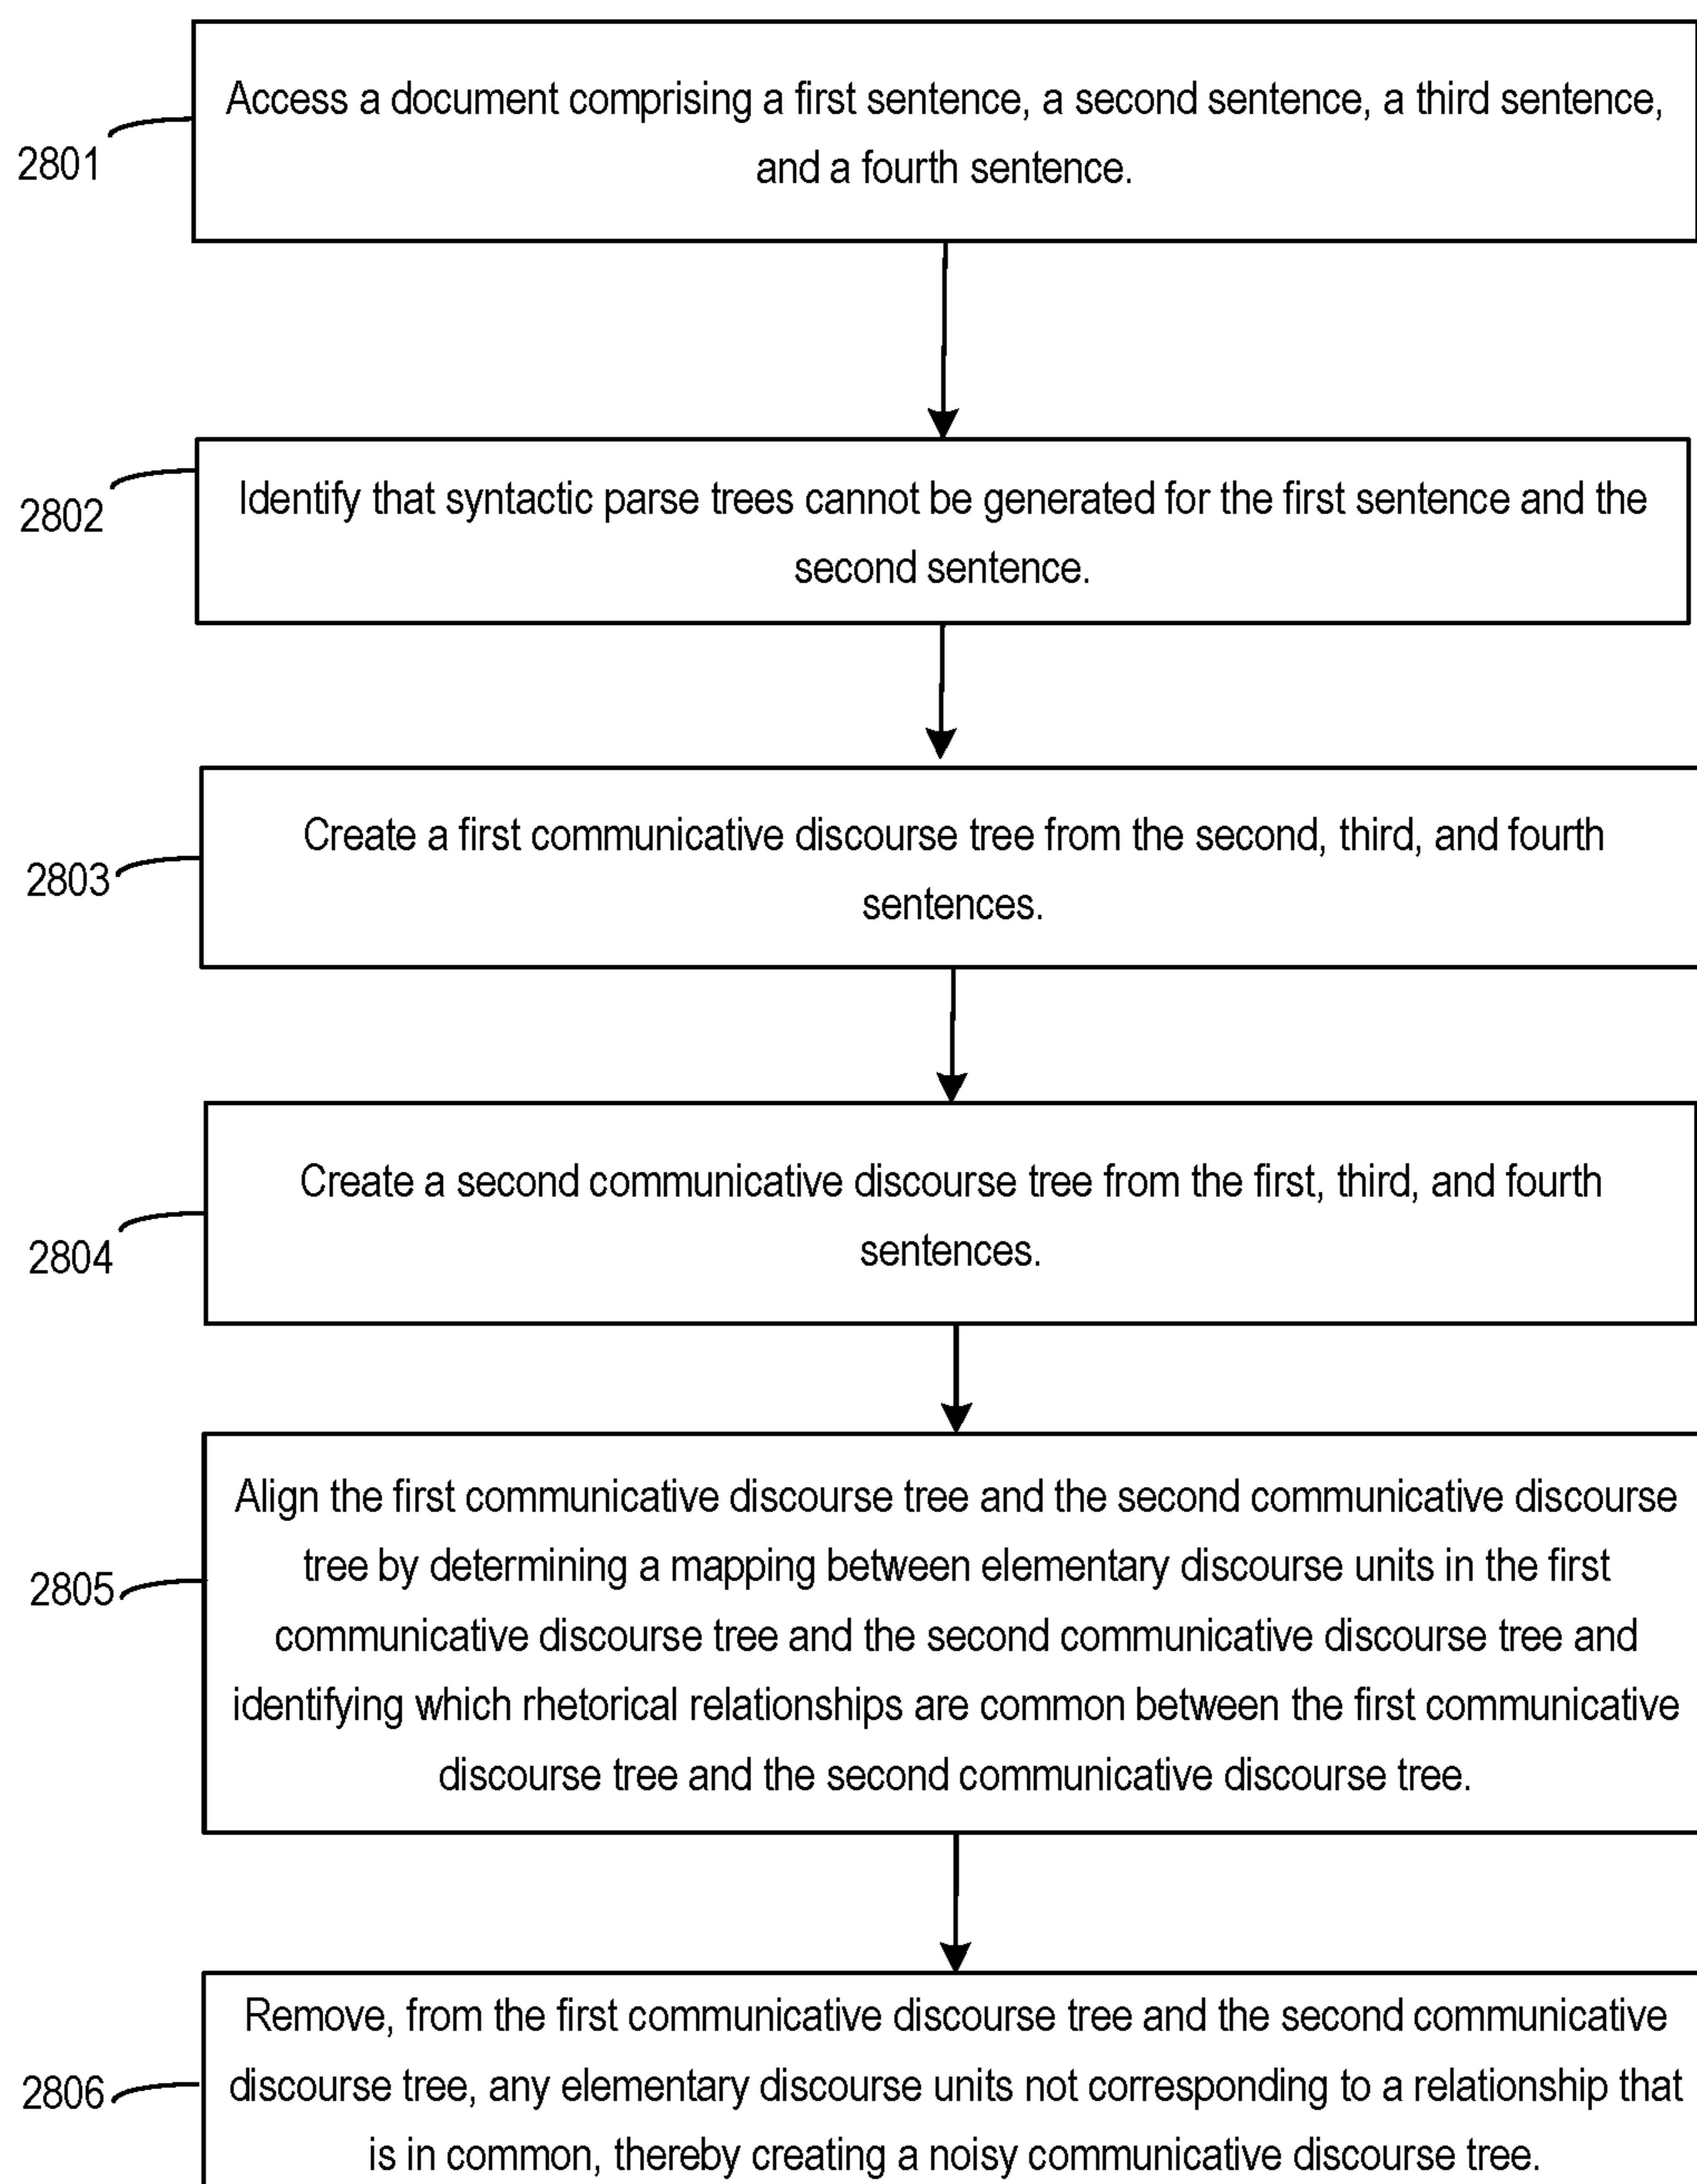 Access a document comprising a first sentence, a second sentence, a third sentence,
and a fourth sentence.
2801
Identify that syntactic parse trees cannot be generated for the first sentence and the
second sentence.
2802
Create a first communicative discourse tree from the second, third, and fourth
sentences.
2803
Create a second communicative discourse tree from the first, third, and fourth
sentences.
2804
Align the first communicative discourse tree and the second communicative discourse
tree by determining a mapping between elementary discourse units in the first
communicative discourse tree and the second communicative discourse tree and
identifying which rhetorical relationships are common between the first communicative
discourse tree and the second communicative discourse tree.
2805
Remove, from the first communicative discourse tree and the second communicative
discourse tree, any elementary discourse units not corresponding to a relationship that
is in common, thereby creating a noisy communicative discourse tree.
2806